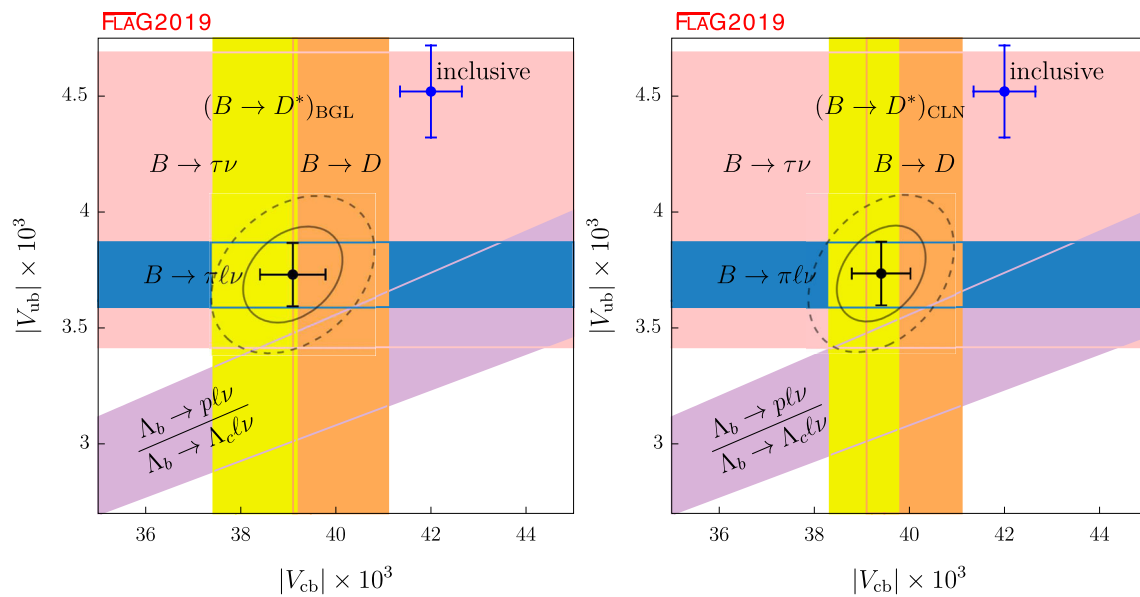 FLAG2019
inclusive
(B → D*)BGL
B → τν
B → D
B → πℓν
Λb → pℓν
Λb → Λcℓν
4.5
4
3.5
3
36
38
40
42
44
|Vub| × 10³
|Vcb| × 10³
FLAG2019
inclusive
(B → D*)CLN
B → τν
B → D
B → πℓν
Λb → pℓν
Λb → Λcℓν
4.5
4
3.5
3
36
38
40
42
44
|Vub| × 10³
|Vcb| × 10³